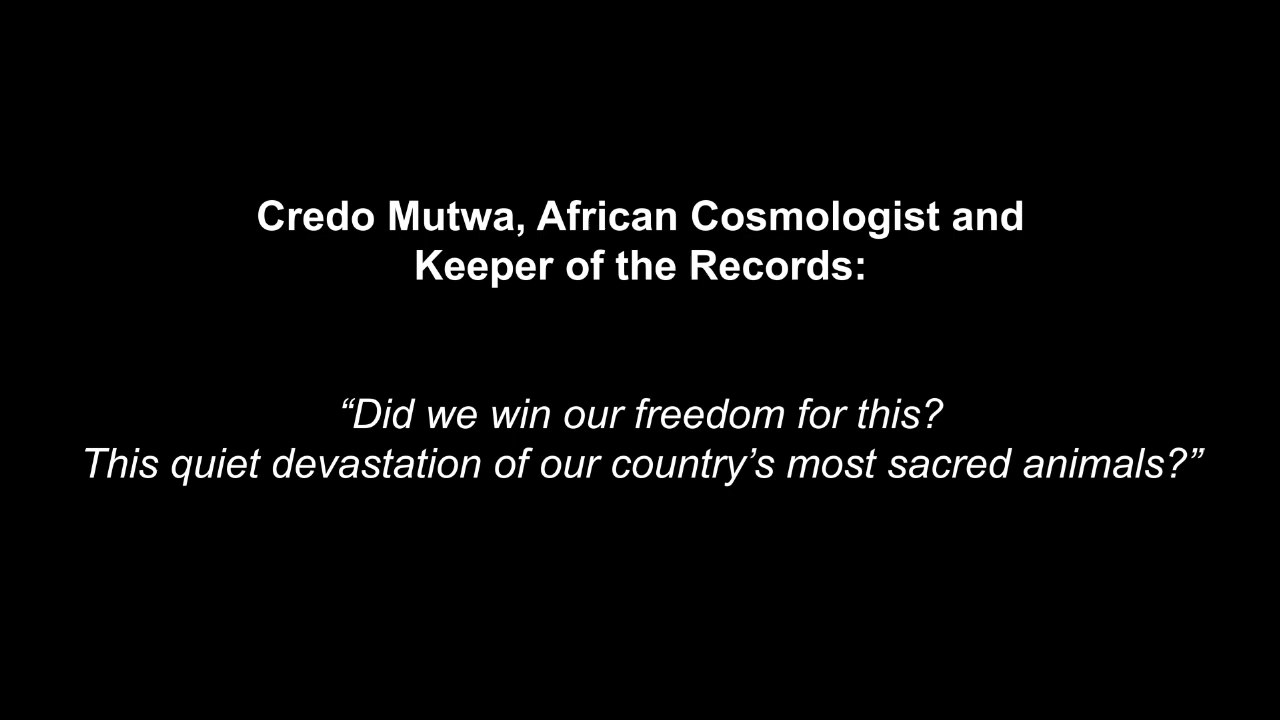 Credo Mutwa, African Cosmologist and
Keeper of the Records:
“Did we win our freedom for this?
This quiet devastation of our country’s most sacred animals?”